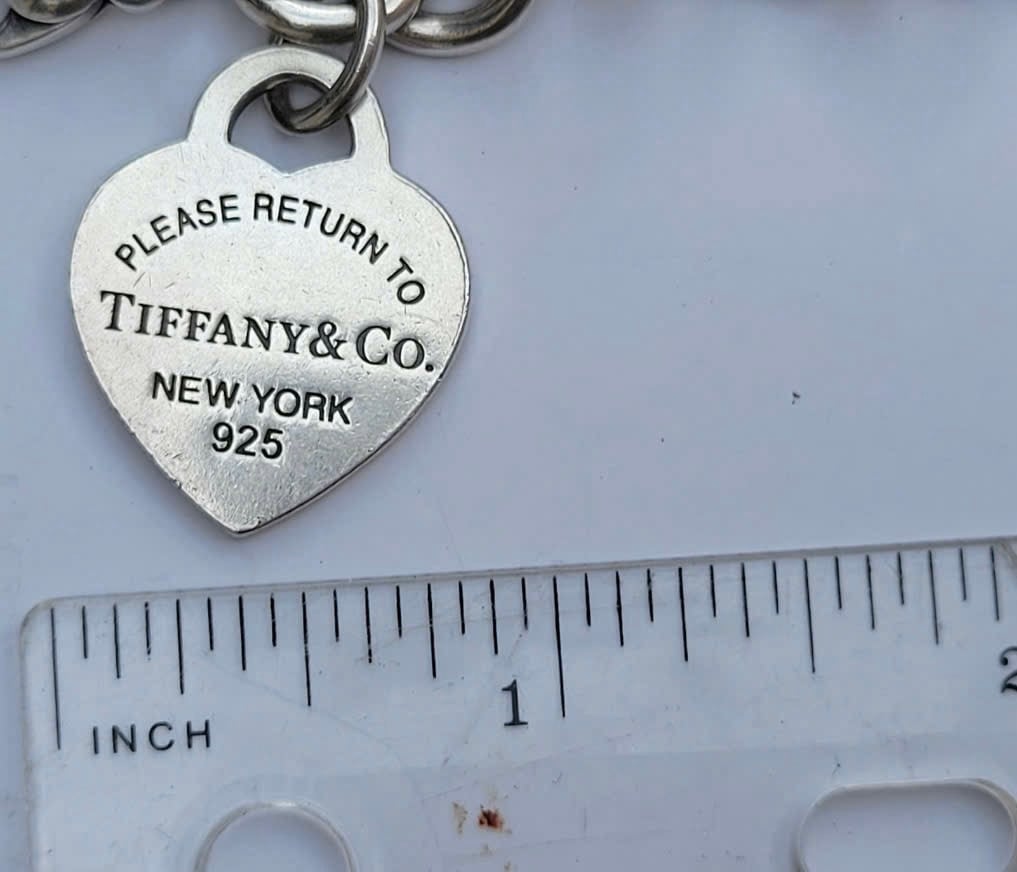 PLEASE RETURN TO
TIFFANY & CO.
NEW YORK
925
1
2
INCH